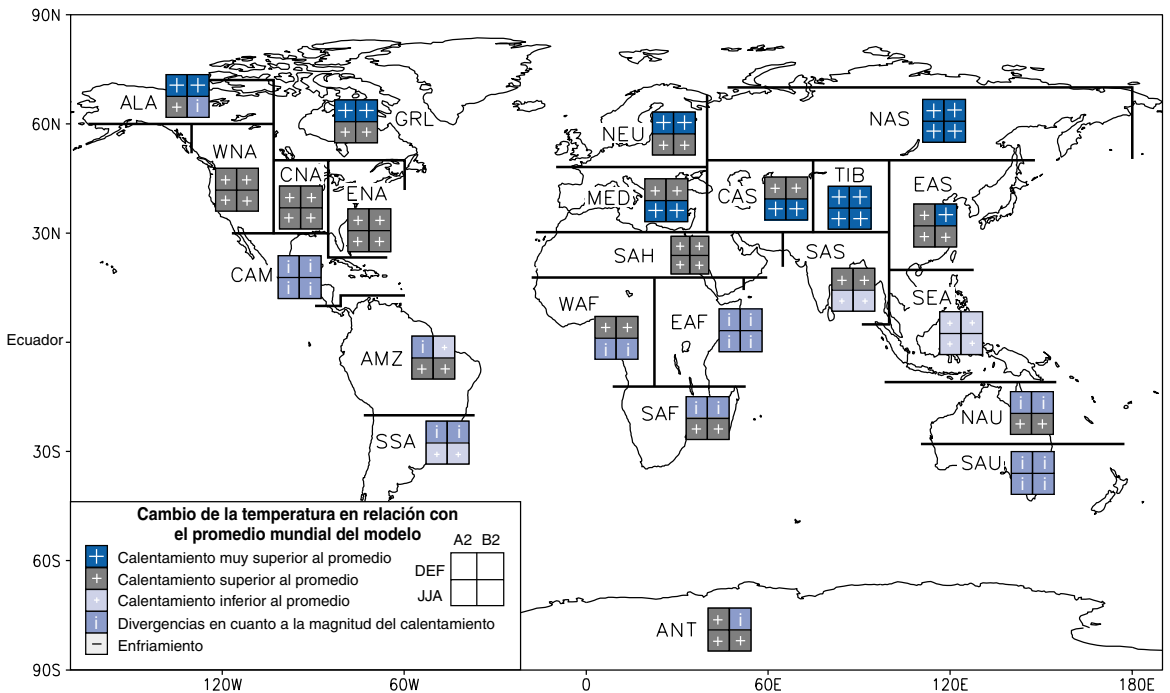 90N
60N
30N
Ecuador
30S
60S
90S
120W
60W
0
60E
120E
180E
ALA
GRL
WNA
CNA
ENA
CAM
AMZ
SSA
NEU
NAS
MED
CAS
TIB
EAS
SAH
SAS
SEA
WAF
EAF
SAF
NAU
SAU
ANT
Cambio de la temperatura en relación con
el promedio mundial del modelo
A2 B2
DEF
JJA
+ Calentamiento muy superior al promedio
+ Calentamiento superior al promedio
+ Calentamiento inferior al promedio
i Divergencias en cuanto a la magnitud del calentamiento
− Enfriamiento